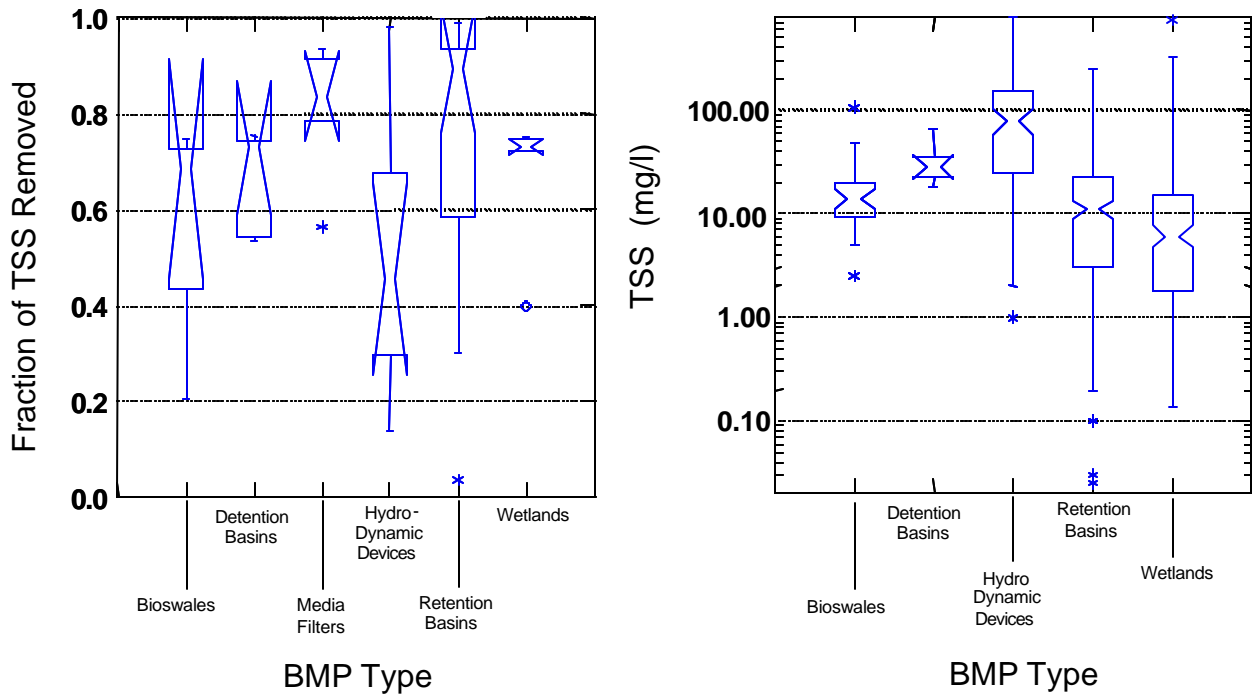 Fraction of TSS Removed
1.0
0.8
0.6
0.4
0.2
0.0
Bioswales
Detention
Basins
Media
Filters
Hydro-
Dynamic
Devices
Retention
Basins
Wetlands
BMP Type
TSS (mg/l)
100.00
10.00
1.00
0.10
Bioswales
Detention
Basins
Hydro
Dynamic
Devices
Retention
Basins
Wetlands
BMP Type